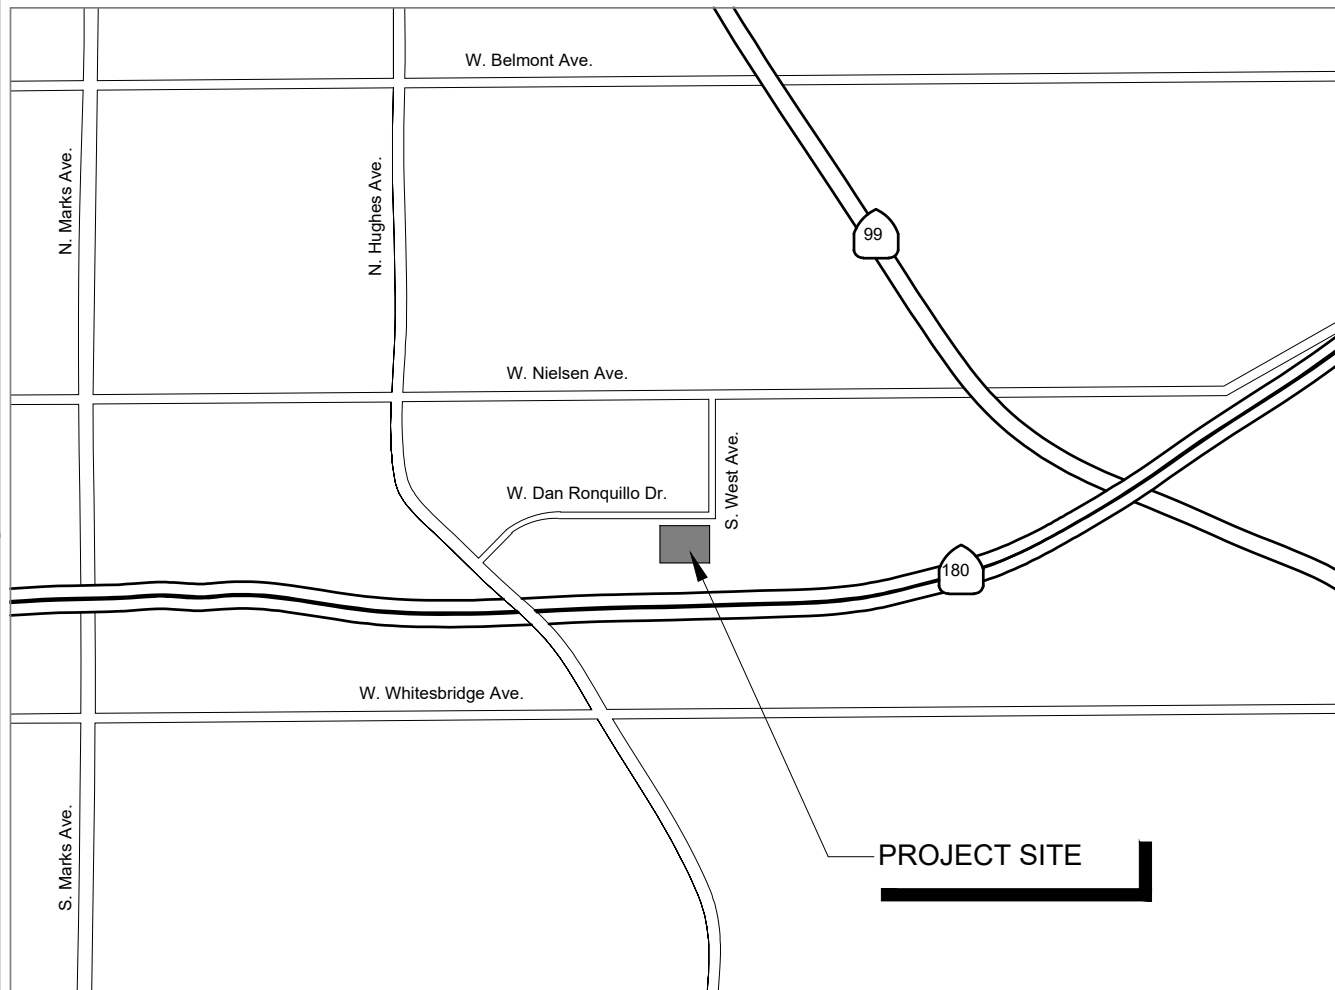 W. Belmont Ave.
N. Marks Ave.
N. Hughes Ave.
99
W. Nielsen Ave.
S. West Ave.
W. Dan Ronquillo Dr.
180
W. Whitesbridge Ave.
S. Marks Ave.
PROJECT SITE